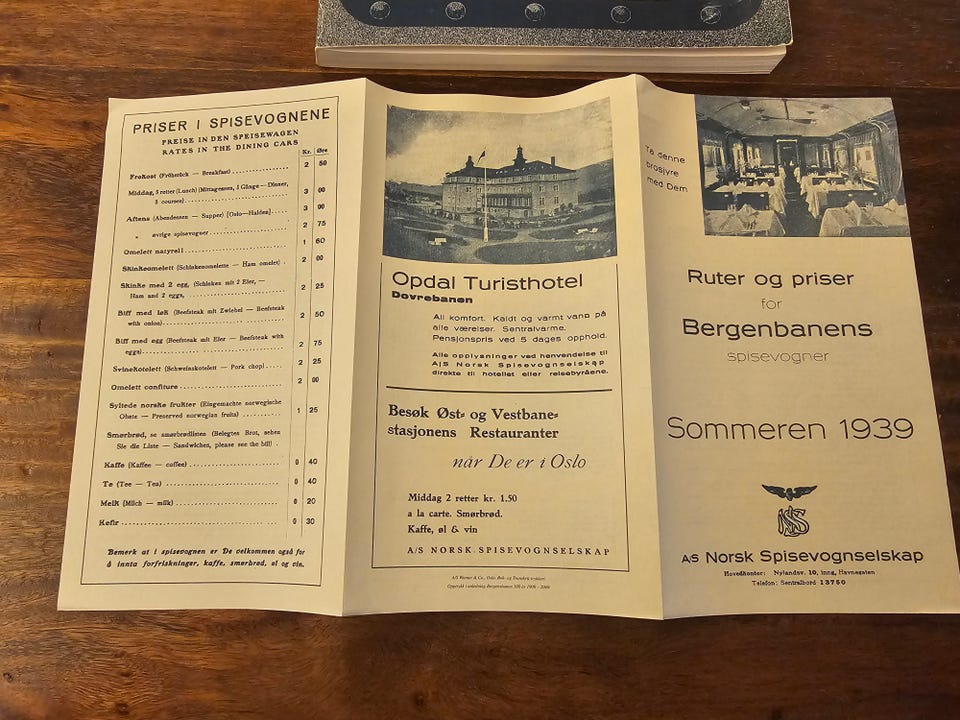 PRISER I SPISEVOGNENE
PREISE IN DEN SPEISEWAGEN
RATES IN THE DINING CARS
Kr. Øre
Frokost (Früherück — Breakfast) 2 50
Middag, 3 retter (Lunch) (Mittagessen, 3 Gänge — Dinner,
3 courses) 3 00
Aftens (Abendessen — Supper) [Oslo—Halden] 3 00
„ øvrige spisevogner 2 75
Omelett naturell 1 60
Skinkeomelett (Schinkenomelette — Ham omelet) 2 00
Skinke med 2 egg, (Schinken mit 2 Eier, —
Ham and 2 eggs, 2 25
Biff med løk (Beefsteak mit Zwiebel — Beefsteak
with onion) 2 50
Biff med egg (Beefsteak mit Eier — Beefsteak with
eggs) 2 75
Svinekotelett (Schweinskotelett — Pork chop) 2 25
Omelett confiture 2 00
Syltede norske frukter (Eingemachte norwegische
Obste — Preserved norwegian fruits) 1 25
Smørbrød, se smørbrødlisten (Belegtes Brot, sehen
Sie die Liste — Sandwiches, please see the bill)
Kaffe (Kaffee — coffee) 0 40
Te (Tee — Tea) 0 40
Melk (Milch — milk) 0 20
Kefir 0 30
Bemerk at i spisevognen er De velkommen også for
å innta forfriskninger, kaffe, smørbrød, øl og vin.
Opdal Turisthotell
Dovrebanen
All komfort. Kaldt og varmt vann på
alle værelser. Sentralvarme.
Pensjonspris ved 5 dages opphold.
Alle opplysninger ved henvendelse til
A/S Norsk Spisevognselskap
direkte til hotellet eller reisebyråene.
Besøk Øst- og Vestbane-
stasjonens Restauranter
når De er i Oslo
Middag 2 retter kr. 1.50
a la carte. Smørbrød.
Kaffe, øl & vin
A/S NORSK SPISEVOGNSELSKAP
Ta denne
brosjyre
med Dem
Ruter og priser
for
Bergenbanens
spisevogner
Sommeren 1939
A/S Norsk Spisevognselskap
Hovedkontor: Nylandsv. 10, inng. Havnegaten
Telefon: Sentralbord 13750